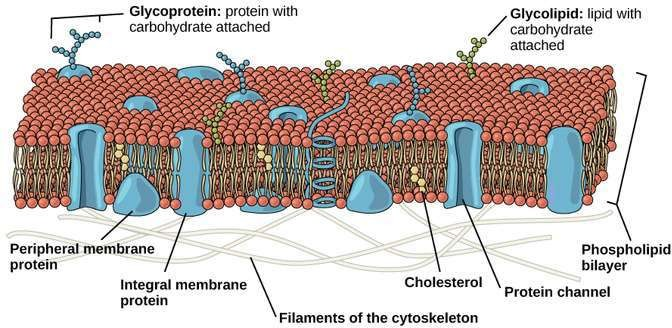 Glycoprotein: protein with
carbohydrate attached
Glycolipid: lipid with
carbohydrate
attached
Peripheral membrane
protein
Integral membrane
protein
Filaments of the cytoskeleton
Cholesterol
Protein channel
Phospholipid
bilayer